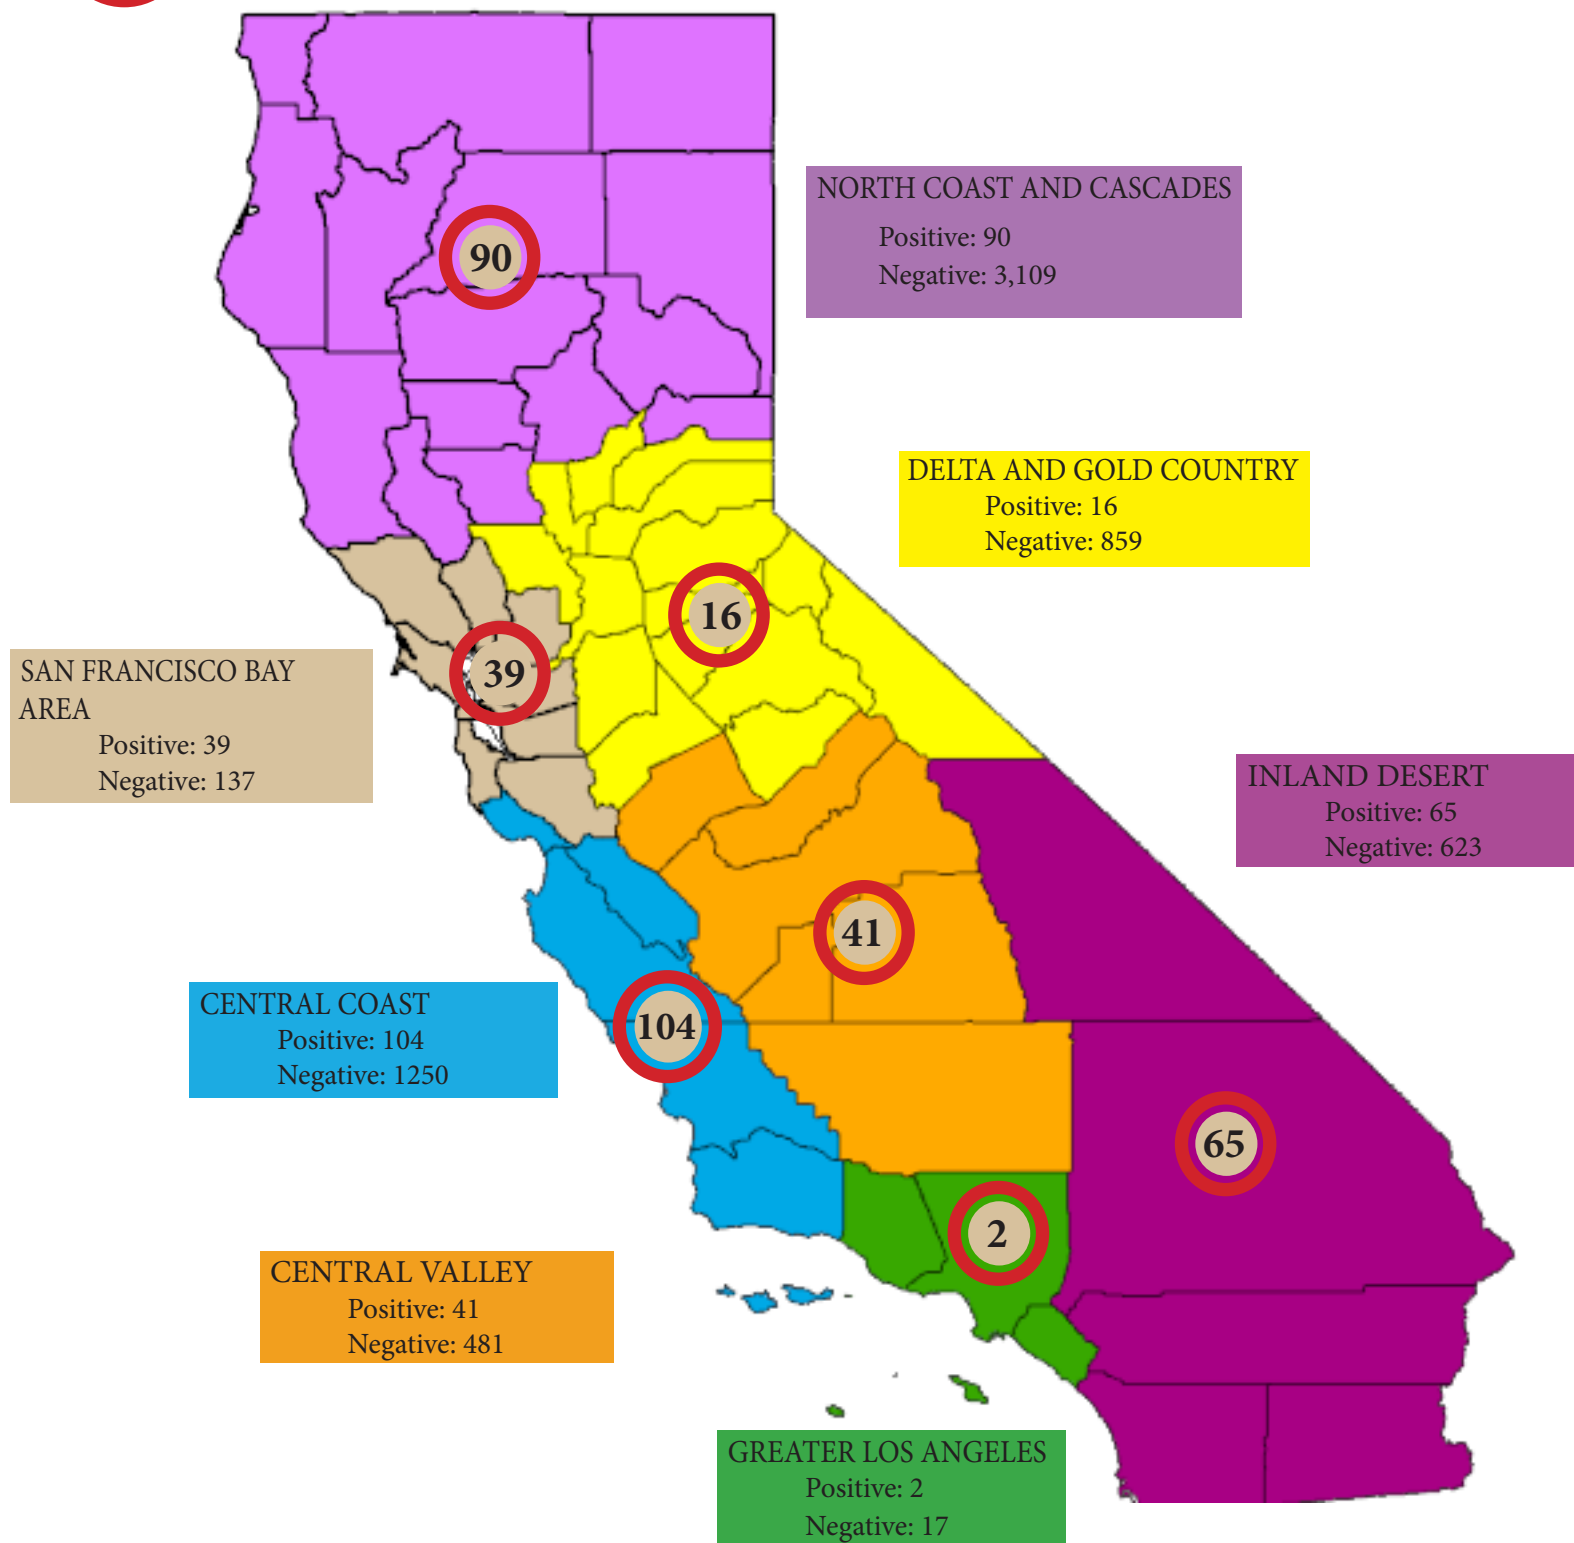 NORTH COAST AND CASCADES
Positive: 90
Negative: 3,109
90
DELTA AND GOLD COUNTRY
Positive: 16
Negative: 859
16
SAN FRANCISCO BAY
AREA
Positive: 39
Negative: 137
39
INLAND DESERT
Positive: 65
Negative: 623
41
CENTRAL COAST
Positive: 104
Negative: 1250
104
65
2
CENTRAL VALLEY
Positive: 41
Negative: 481
GREATER LOS ANGELES
Positive: 2
Negative: 17